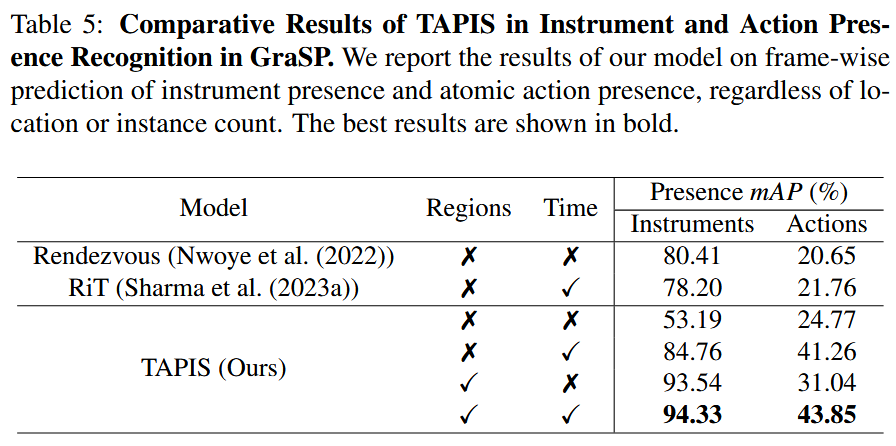 Table 5: Comparative Results of TAPIS in Instrument and Action Pres-
ence Recognition in GraSP. We report the results of our model on frame-wise
prediction of instrument presence and atomic action presence, regardless of lo-
cation or instance count. The best results are shown in bold.
Model Regions Time Presence mAP (%)
Instruments Actions
Rendezvous (Nwoye et al. (2022)) ✗ ✗ 80.41 20.65
RiT (Sharma et al. (2023a)) ✗ ✓ 78.20 21.76
TAPIS (Ours) ✗ ✗ 53.19 24.77
✗ ✓ 84.76 41.26
✓ ✗ 93.54 31.04
✓ ✓ 94.33 43.85